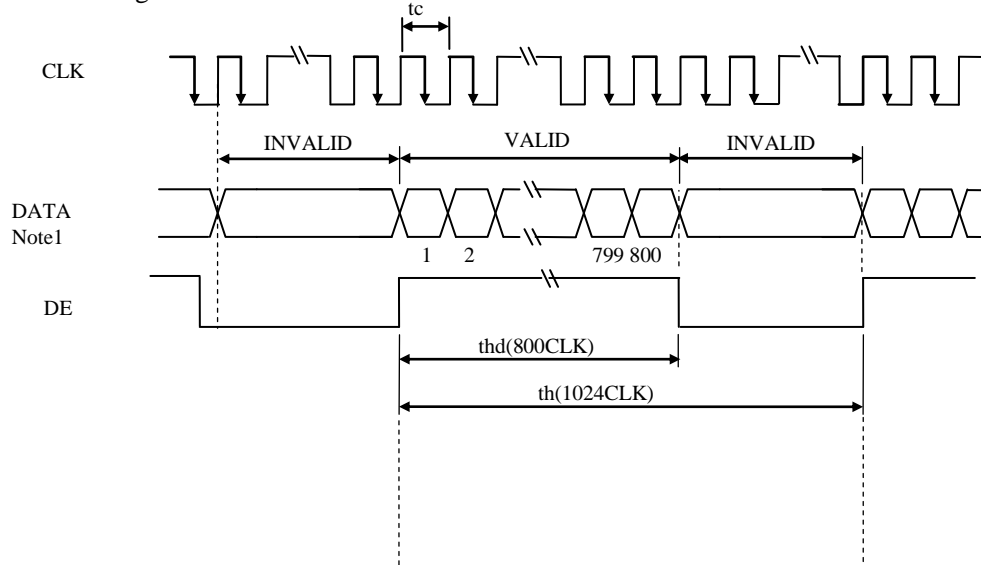 tc
CLK
INVALID VALID INVALID
DATA
Note1
1 2 799 800
DE
thd(800CLK)
th(1024CLK)